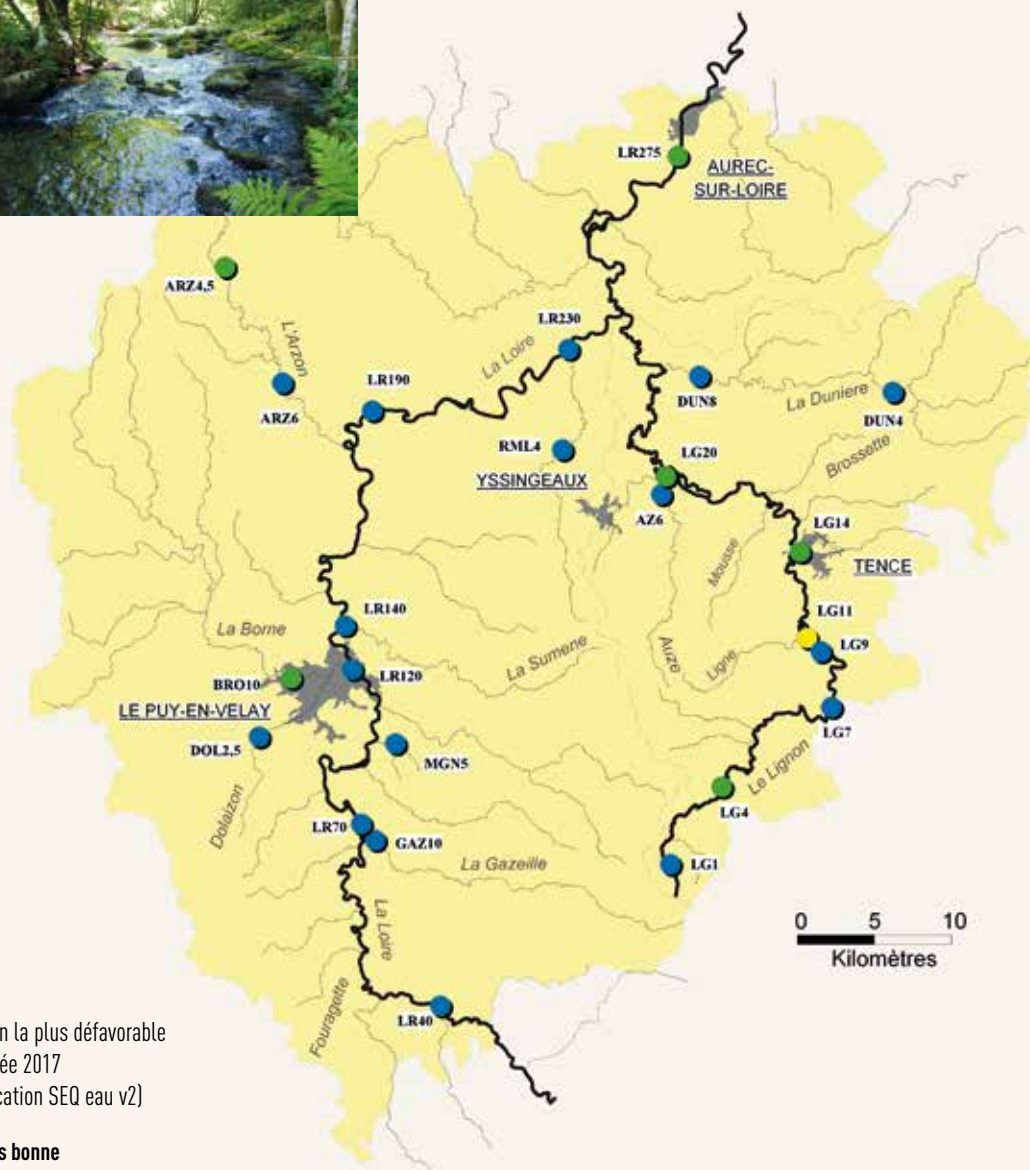 LR275
AUREC-
SUR-LOIRE
ARZ4,5
L'Arzon
LR230
La Loire
LR190
ARZ6
DUN8
La Duniere
DUN4
RML4
LG20
Brossette
YSSINGEAUX
AZ6
LG14
Mousse
TENCE
LR140
LG11
La Borne
La Sumene
Auze
Ligne
LG9
BRO10
LR120
LE PUY-EN-VELAY
LG7
DOL2,5
MGN5
Le Lignon
Dolaizon
LG4
LR70
GAZ10
La Gazeille
LG1
La Loire
0 5 10
Kilomètres
Fouragette
LR40
la plus défavorable
2017
SEQ eau v2)
bonne